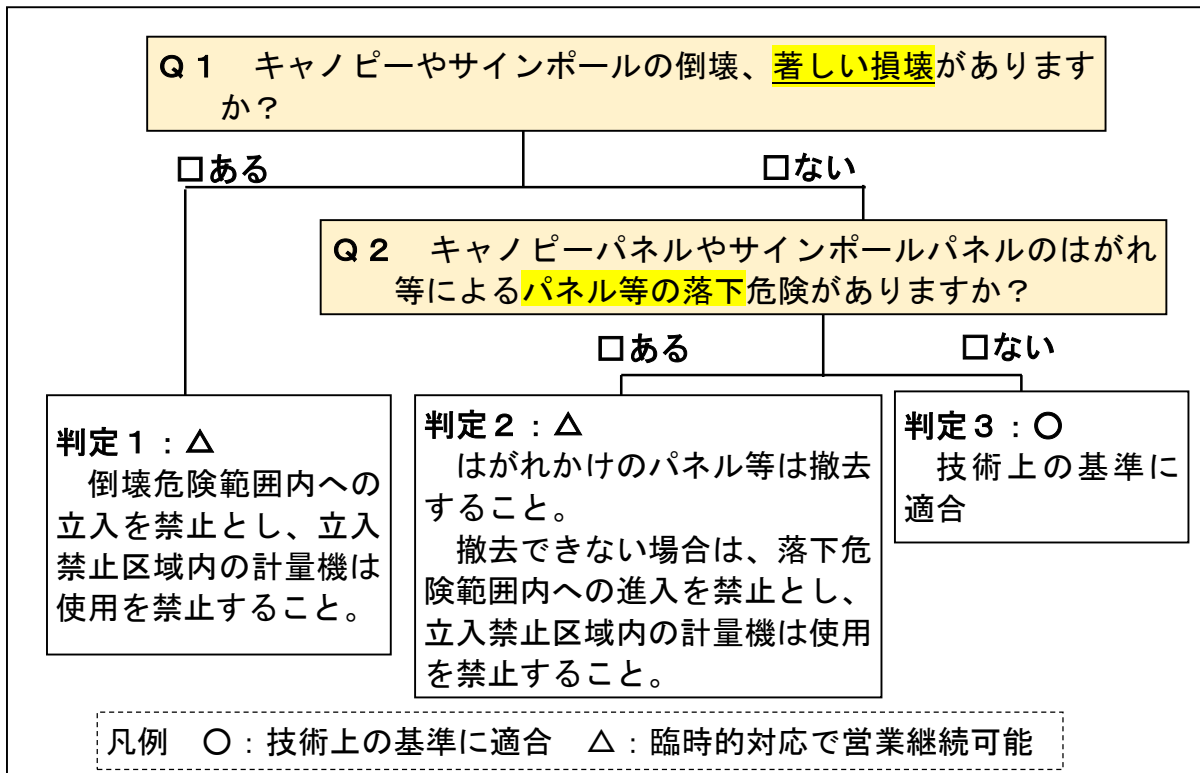 Q1 キャノピーやサインポールの倒壊、著しい損壊があります
か?
□ある
□ない
Q2 キャノピーパネルやサインポールパネルのはがれ
等によるパネル等の落下危険がありますか?
□ある
□ない
判定1:△
倒壊危険範囲内への
立入を禁止とし、立入
禁止区域内の計量機は
使用を禁止すること。
判定2:△
はがれかけのパネル等は撤去
すること。
撤去できない場合は、落下危
険範囲内への進入を禁止とし、
立入禁止区域内の計量機は使用
を禁止すること。
判定3:○
技術上の基準に
適合
凡例 ○:技術上の基準に適合 △:臨時的対応で営業継続可能